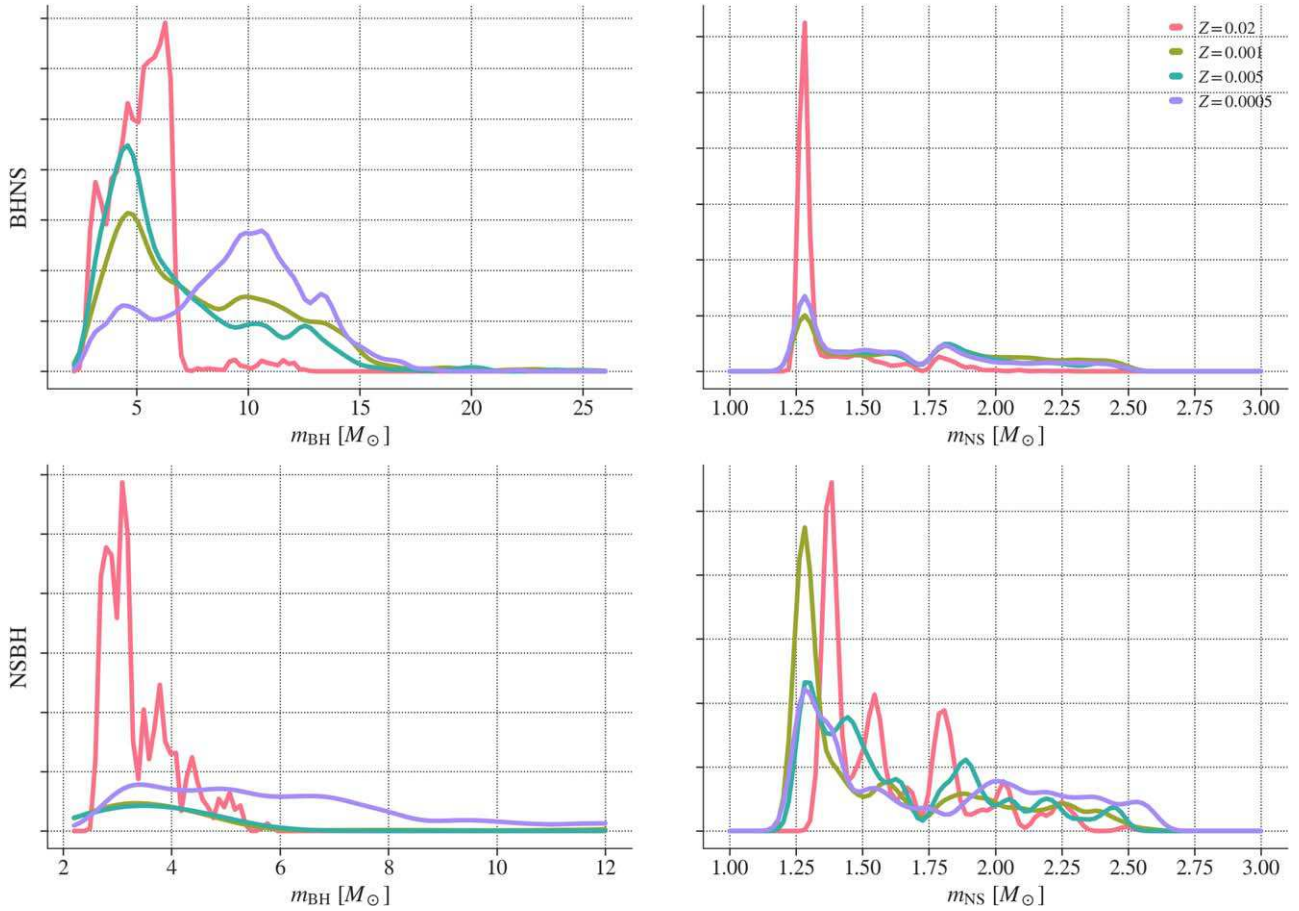 BHNS
5 10 15 20 25
m_BH [M_⊙]
Z=0.02
Z=0.001
Z=0.005
Z=0.0005
1.00 1.25 1.50 1.75 2.00 2.25 2.50 2.75 3.00
m_NS [M_⊙]
NSBH
2 4 6 8 10 12
m_BH [M_⊙]
1.00 1.25 1.50 1.75 2.00 2.25 2.50 2.75 3.00
m_NS [M_⊙]